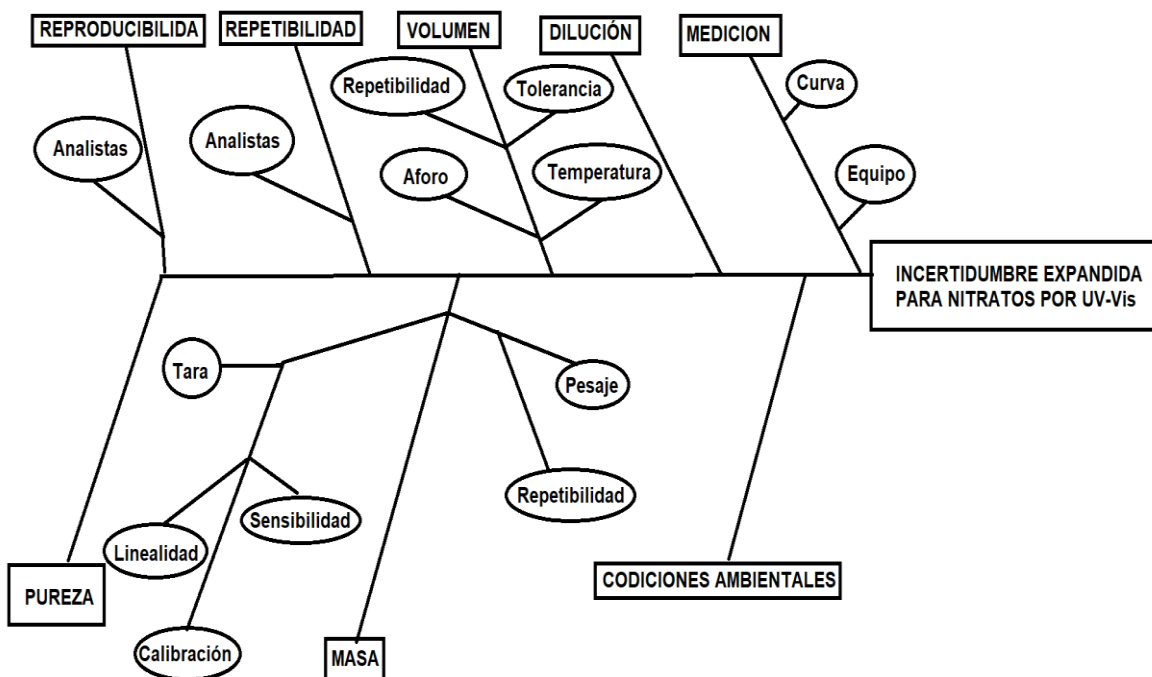 REPRODUCIBILIDA
REPETIBILIDAD
VOLUMEN
DILUCIÓN
MEDICION
Repetibilidad
Tolerancia
Curva
Analistas
Analistas
Aforo
Temperatura
Equipo
INCERTIDUMBRE EXPANDIDA
PARA NITRATOS POR UV-Vis
Tara
Pesaje
Repetibilidad
Sensibilidad
Linealidad
Calibración
PUREZA
MASA
CODICIONES AMBIENTALES